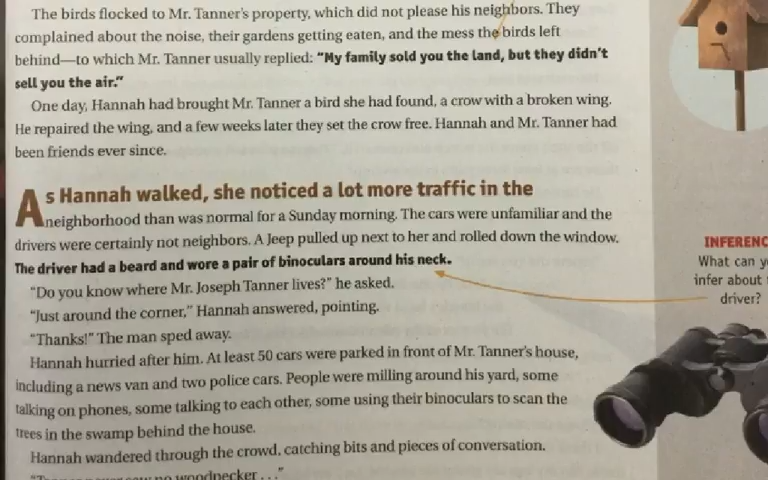 The birds flocked to Mr. Tanner's property, which did not please his neighbors. They
complained about the noise, their gardens getting eaten, and the mess the birds left
behind—to which Mr. Tanner usually replied: "My family sold you the land, but they didn't
sell you the air."
One day, Hannah had brought Mr. Tanner a bird she had found, a crow with a broken wing.
He repaired the wing, and a few weeks later they set the crow free. Hannah and Mr. Tanner had
been friends ever since.
As Hannah walked, she noticed a lot more traffic in the
neighborhood than was normal for a Sunday morning. The cars were unfamiliar and the
drivers were certainly not neighbors. A Jeep pulled up next to her and rolled down the window.
The driver had a beard and wore a pair of binoculars around his neck.
"Do you know where Mr. Joseph Tanner lives?" he asked.
"Just around the corner," Hannah answered, pointing.
"Thanks!" The man sped away.
Hannah hurried after him. At least 50 cars were parked in front of Mr. Tanner's house,
including a news van and two police cars. People were milling around his yard, some
talking on phones, some talking to each other, some using their binoculars to scan the
trees in the swamp behind the house.
Hannah wandered through the crowd, catching bits and pieces of conversation.
no woodpecker . . ."
INFERENC
What can y
infer about
driver?